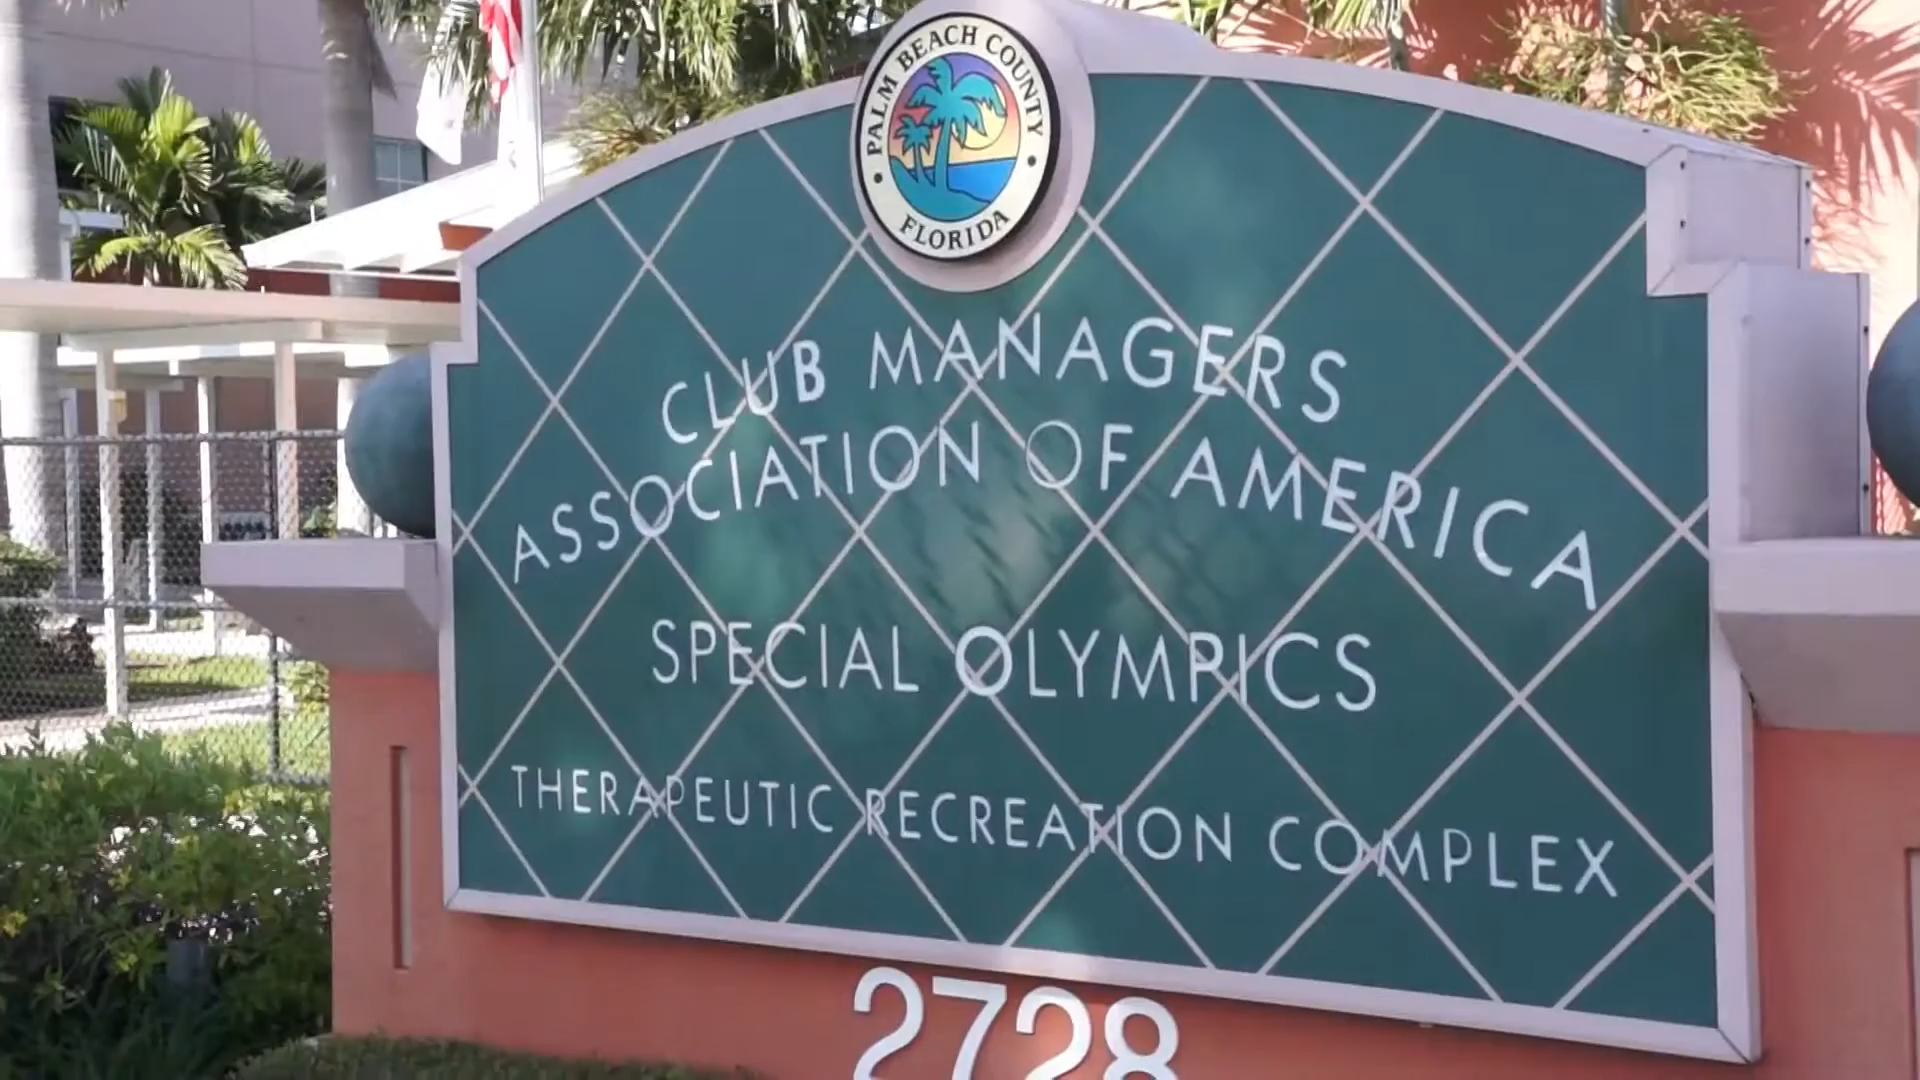 PALM BEACH COUNTY
FLORIDA
CLUB MANAGERS
ASSOCIATION OF AMERICA
SPECIAL OLYMPICS
THERAPEUTIC RECREATION COMPLEX
2728